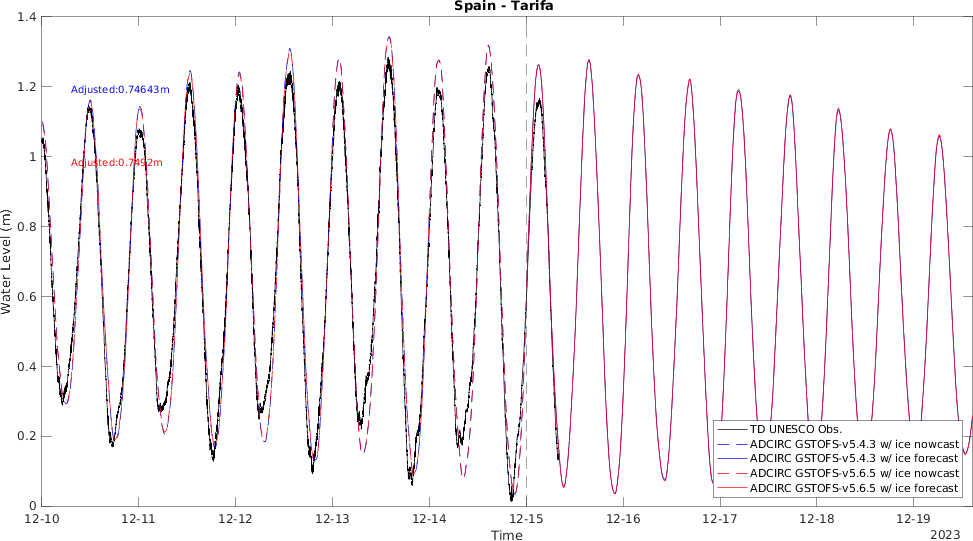 Spain - Tarifa
Water Level (m)
1.4
1.2
1
0.8
0.6
0.4
0.2
0
Adjusted:0.74643m
Adjusted:0.7492m
TD UNESCO Obs.
ADCIRC GSTOFS-v5.4.3 w/ ice nowcast
ADCIRC GSTOFS-v5.4.3 w/ ice forecast
ADCIRC GSTOFS-v5.6.5 w/ ice nowcast
ADCIRC GSTOFS-v5.6.5 w/ ice forecast
12-10 12-11 12-12 12-13 12-14 12-15 12-16 12-17 12-18 12-19
Time
2023